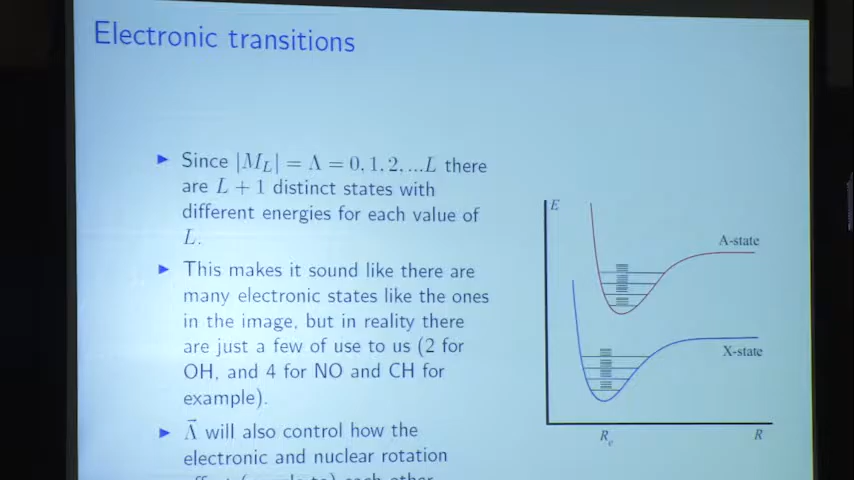 Electronic transitions
Since |M_L| = Λ = 0, 1, 2, ...L there
are L + 1 distinct states with
different energies for each value of
L.
This makes it sound like there are
many electronic states like the ones
in the image, but in reality there
are just a few of use to us (2 for
OH, and 4 for NO and CH for
example).
Λ⃗ will also control how the
electronic and nuclear rotation
each other
E
A-state
X-state
R_e
R